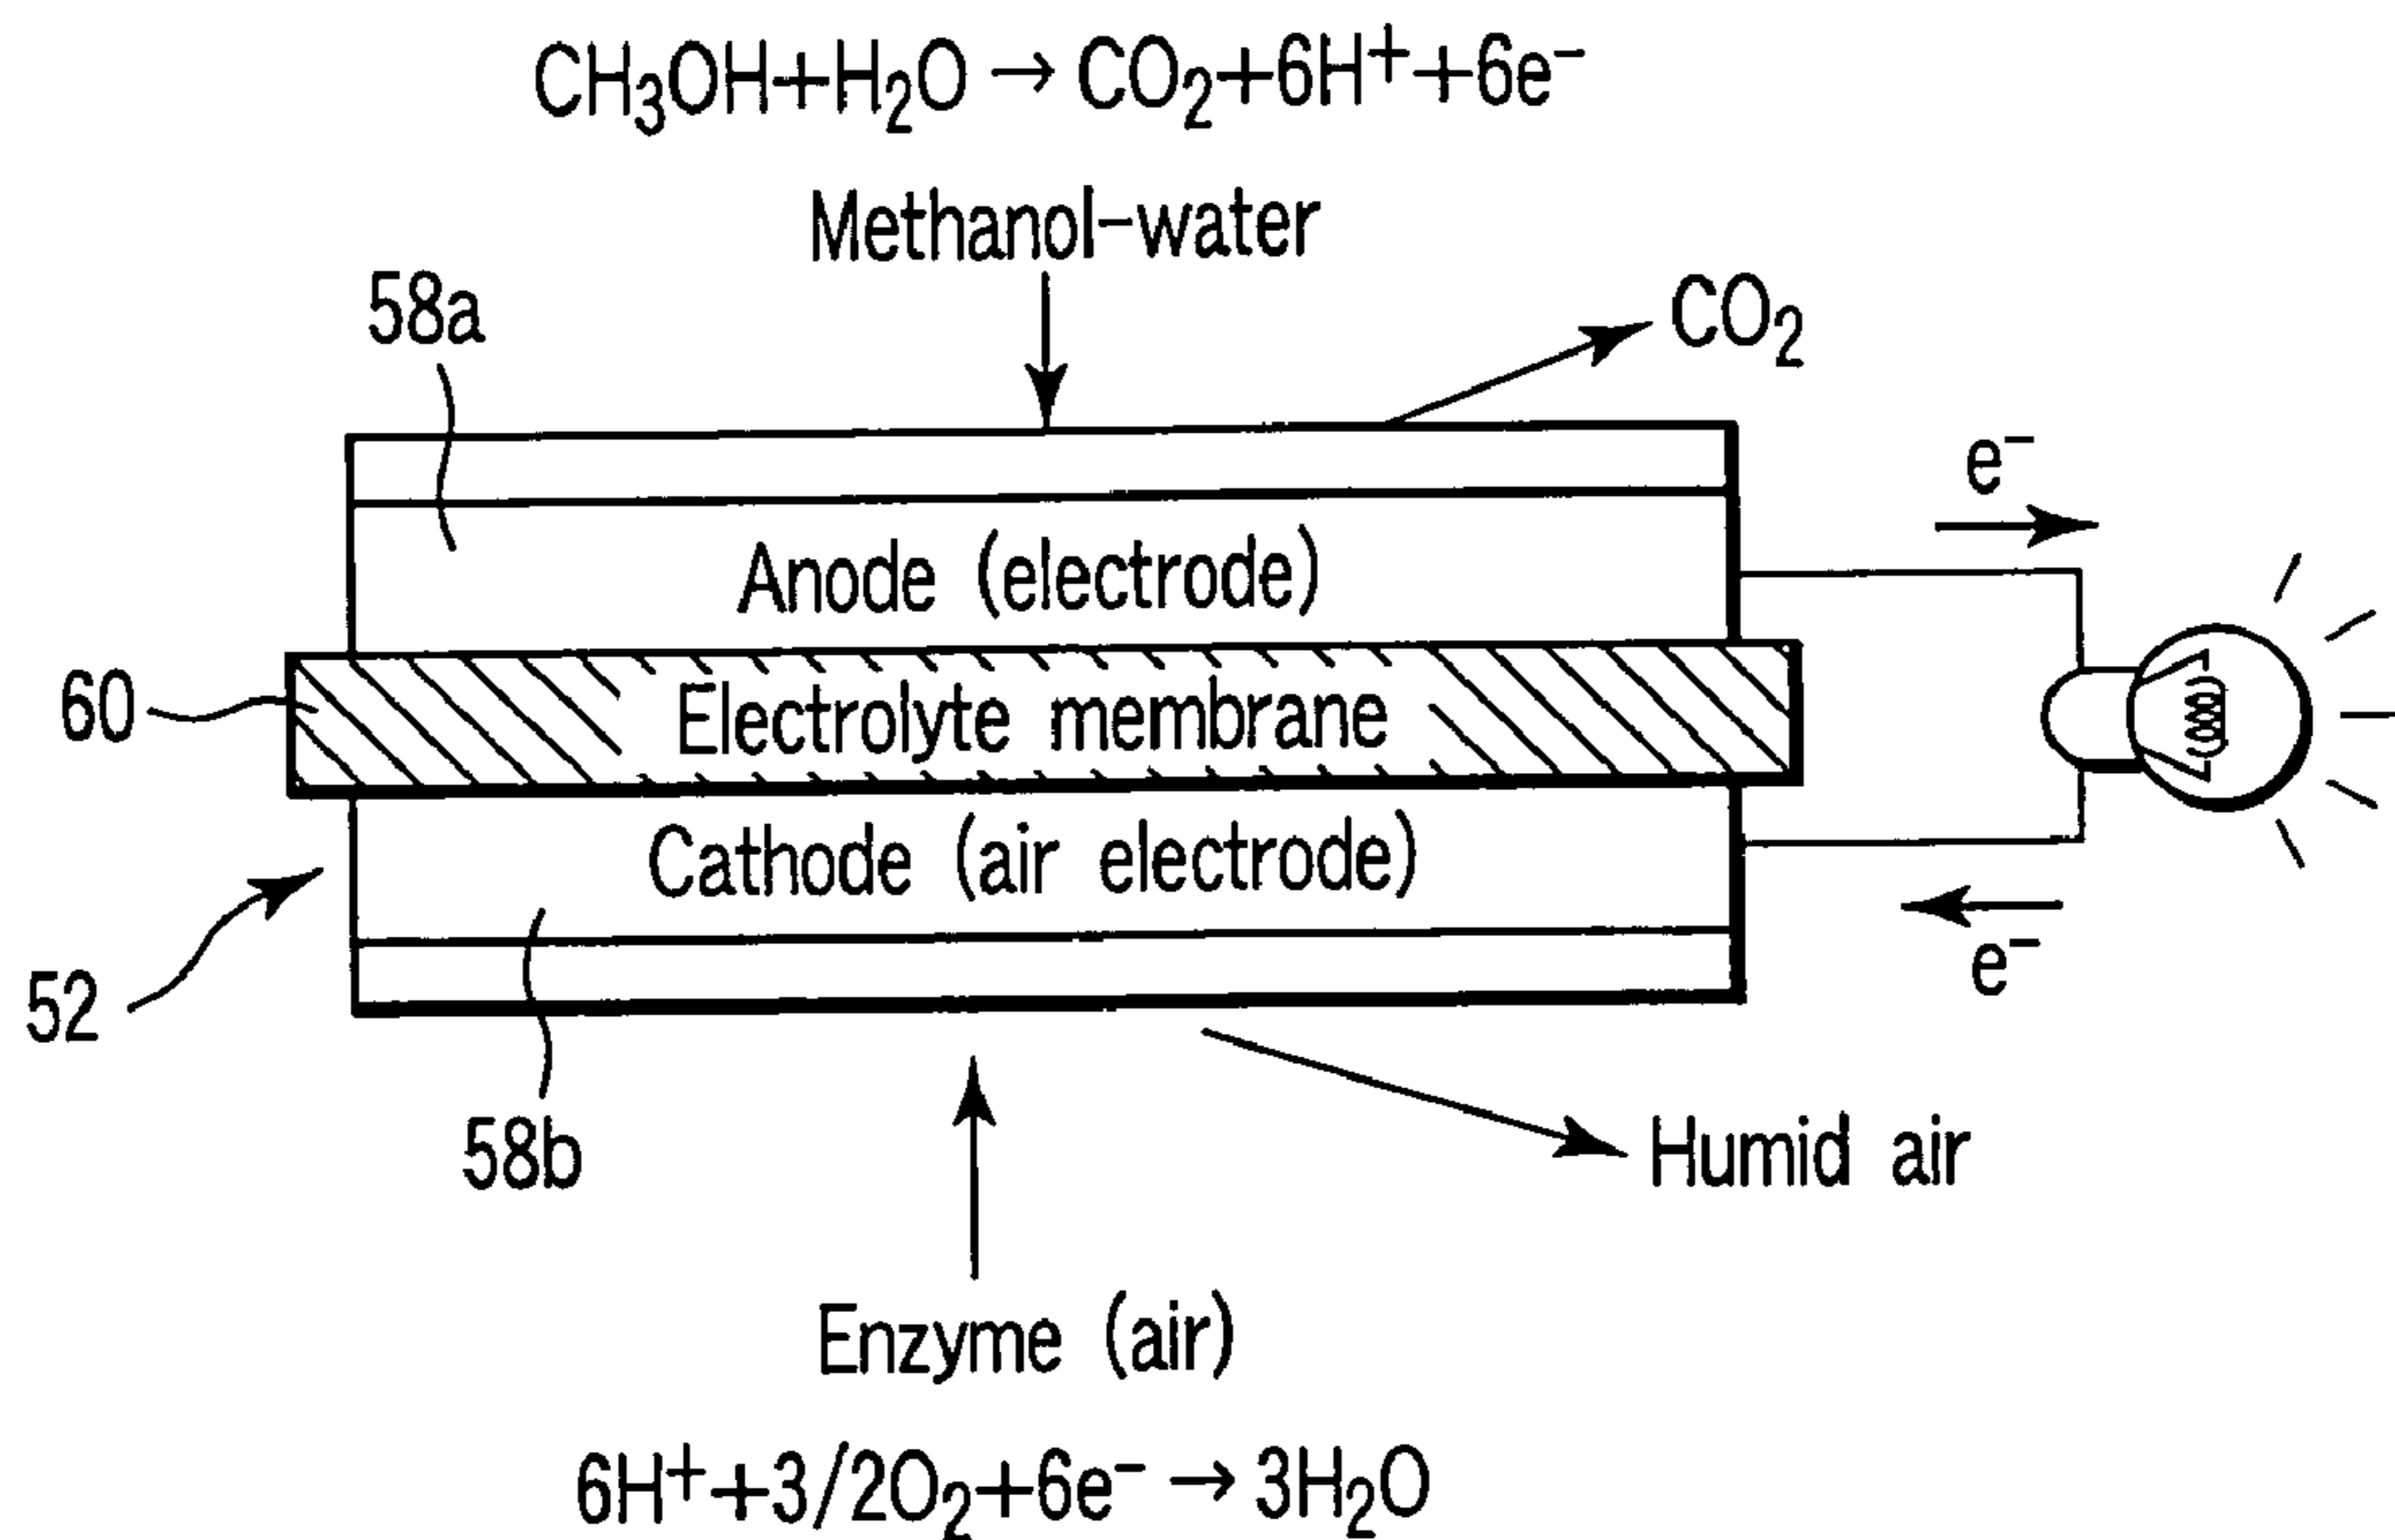 CH₃OH+H₂O → CO₂+6H⁺+6e⁻
Methanol-water
58a
CO₂
e⁻
Anode (electrode)
60
Electrolyte membrane
Cathode (air electrode)
52
e⁻
58b
Humid air
Enzyme (air)
6H⁺+3/2O₂+6e⁻ → 3H₂O